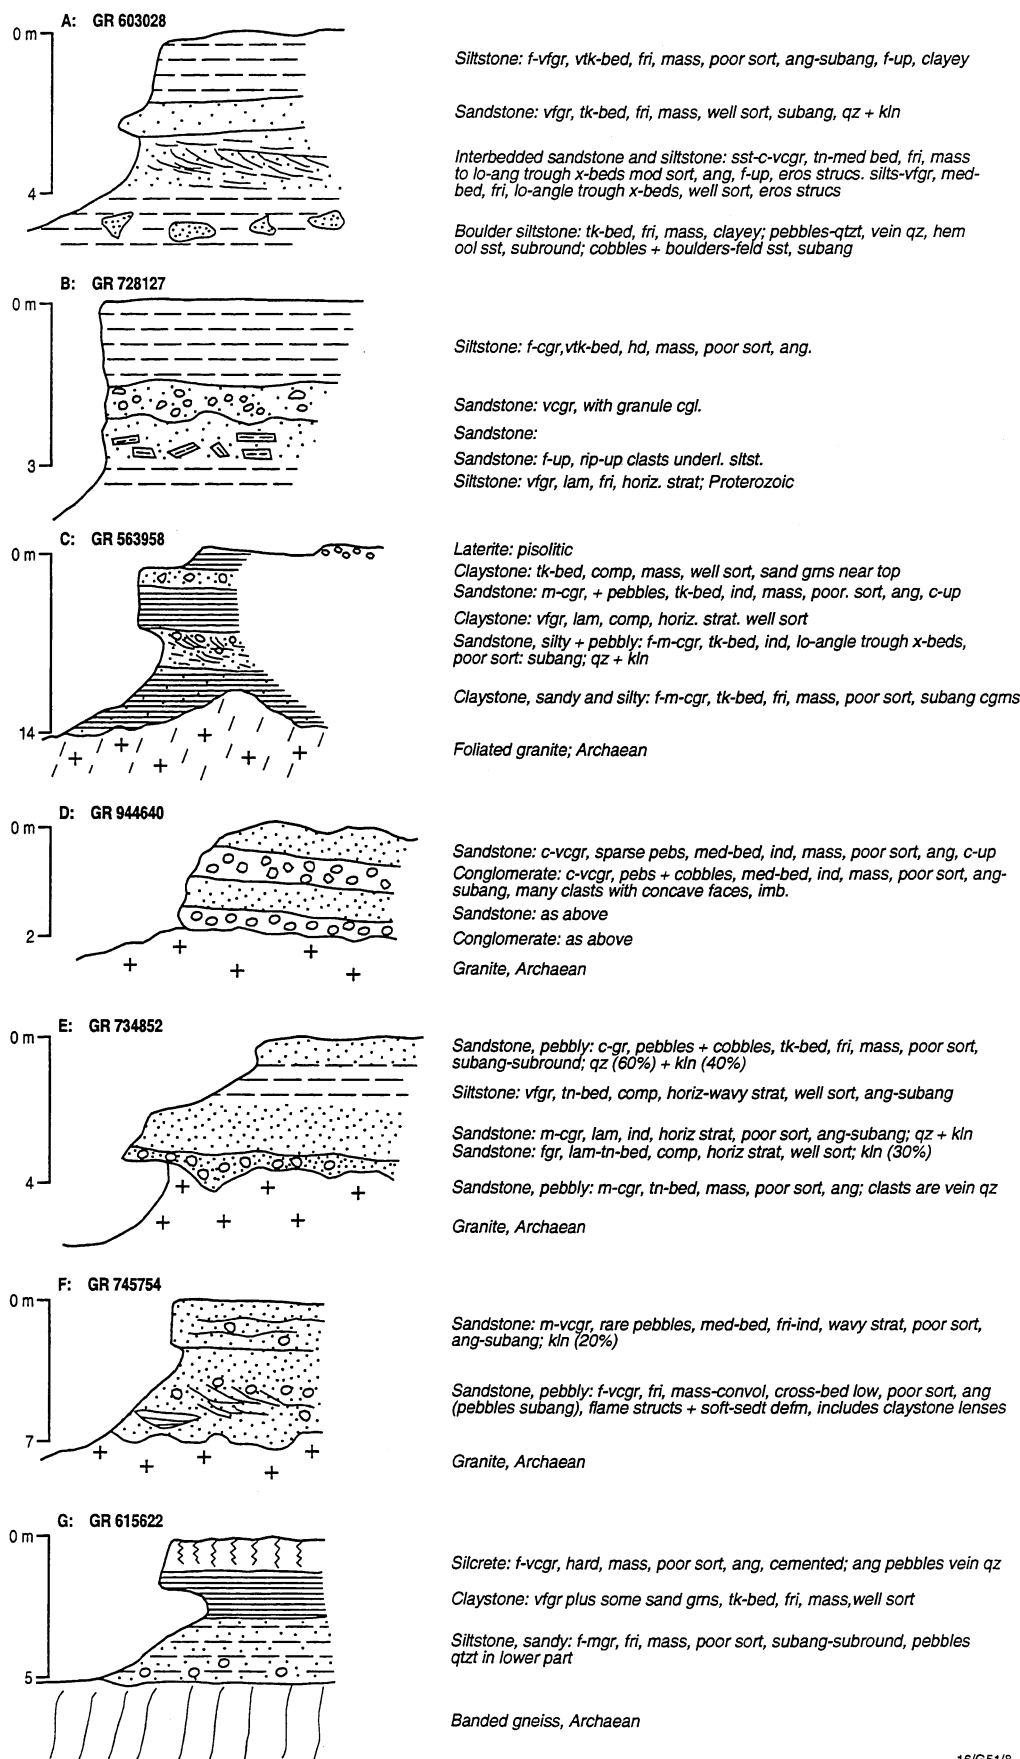 A: GR 603028
0 m
4
Siltstone: f-vfgr, vtk-bed, fri, mass, poor sort, ang-subang, f-up, clayey
Sandstone: vfgr, tk-bed, fri, mass, well sort, subang, qz + kln
Interbedded sandstone and siltstone: sst-c-vcgr, tn-med bed, fri, mass
to lo-ang trough x-beds mod sort, ang, f-up, eros strucs. silts-vfgr, med-
bed, fri, lo-angle trough x-beds, well sort, eros strucs
Boulder siltstone: tk-bed, fri, mass, clayey; pebbles-qtzt, vein qz, hem
ool sst, subround; cobbles + boulders-feld sst, subang
B: GR 728127
0 m
3
Siltstone: f-cgr,vtk-bed, hd, mass, poor sort, ang.
Sandstone: vcgr, with granule cgl.
Sandstone:
Sandstone: f-up, rip-up clasts underl. sltst.
Siltstone: vfgr, lam, fri, horiz. strat; Proterozoic
C: GR 563958
0 m
14
Laterite: pisolitic
Claystone: tk-bed, comp, mass, well sort, sand grns near top
Sandstone: m-cgr, + pebbles, tk-bed, ind, mass, poor. sort, ang, c-up
Claystone: vfgr, lam, comp, horiz. strat. well sort
Sandstone, silty + pebbly: f-m-cgr, tk-bed, ind, lo-angle trough x-beds,
poor sort: subang; qz + kln
Claystone, sandy and silty: f-m-cgr, tk-bed, fri, mass, poor sort, subang cgrns
Foliated granite; Archaean
D: GR 944640
0 m
2
Sandstone: c-vcgr, sparse pebs, med-bed, ind, mass, poor sort, ang, c-up
Conglomerate: c-vcgr, pebs + cobbles, med-bed, ind, mass, poor sort, ang-
subang, many clasts with concave faces, imb.
Sandstone: as above
Conglomerate: as above
Granite, Archaean
E: GR 734852
0 m
4
Sandstone, pebbly: c-gr, pebbles + cobbles, tk-bed, fri, mass, poor sort,
subang-subround; qz (60%) + kln (40%)
Siltstone: vfgr, tn-bed, comp, horiz-wavy strat, well sort, ang-subang
Sandstone: m-cgr, lam, ind, horiz strat, poor sort, ang-subang; qz + kln
Sandstone: fgr, lam-tn-bed, comp, horiz strat, well sort; kln (30%)
Sandstone, pebbly: m-cgr, tn-bed, mass, poor sort, ang; clasts are vein qz
Granite, Archaean
F: GR 745754
0 m
7
Sandstone: m-vcgr, rare pebbles, med-bed, fri-ind, wavy strat, poor sort,
ang-subang; kln (20%)
Sandstone, pebbly: f-vcgr, fri, mass-convol, cross-bed low, poor sort, ang
(pebbles subang), flame structs + soft-sedt defm, includes claystone lenses
Granite, Archaean
G: GR 615622
0 m
5
Silcrete: f-vcgr, hard, mass, poor sort, ang, cemented; ang pebbles vein qz
Claystone: vfgr plus some sand grns, tk-bed, fri, mass,well sort
Siltstone, sandy: f-mgr, fri, mass, poor sort, subang-subround, pebbles
qtzt in lower part
Banded gneiss, Archaean